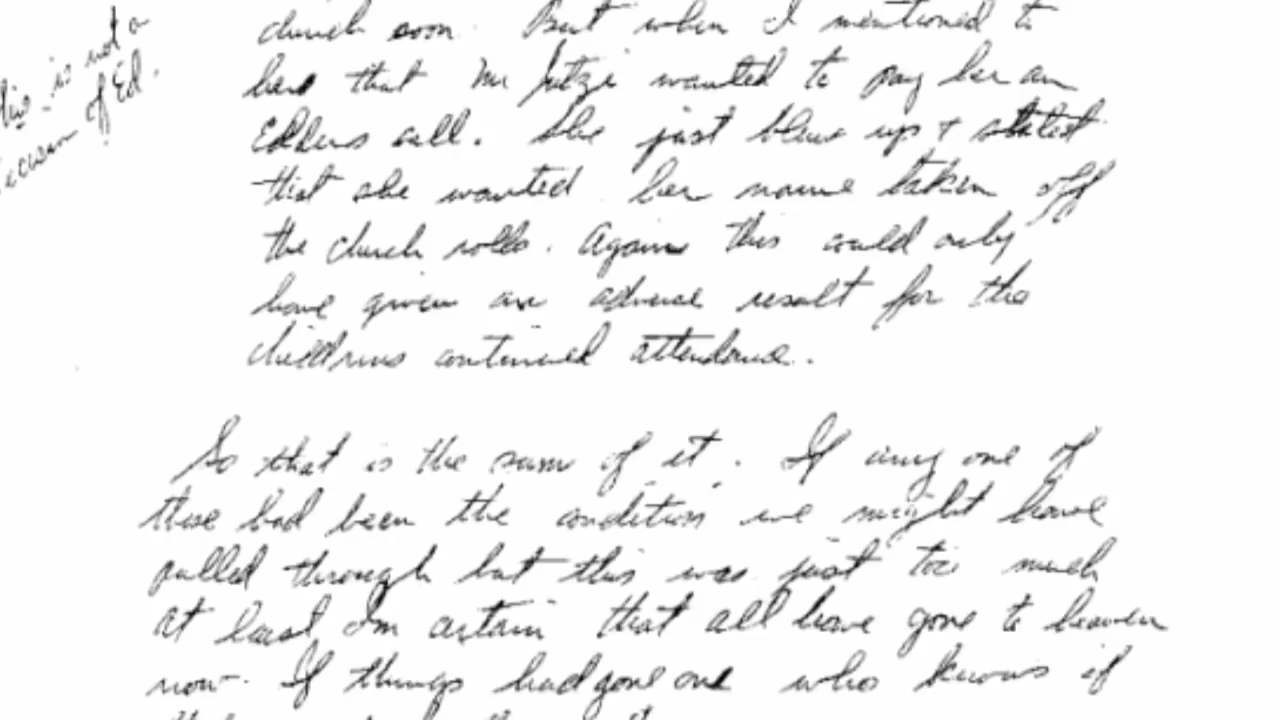 church soon. But when I mentioned to
here that Mr Jutzi wanted to pay her an
Elders call. She just blew up + stated
that she wanted her name taken off
the church rolls. Again this could only
have given an adverse result for the
childrens continued attendance.
So that is the sum of it. If any one of
these had been the condition we might have
pulled through but this was just too much
At least I'm certain that all have gone to heaven
now. If things had gone one who knows if
is not a
of Ed.